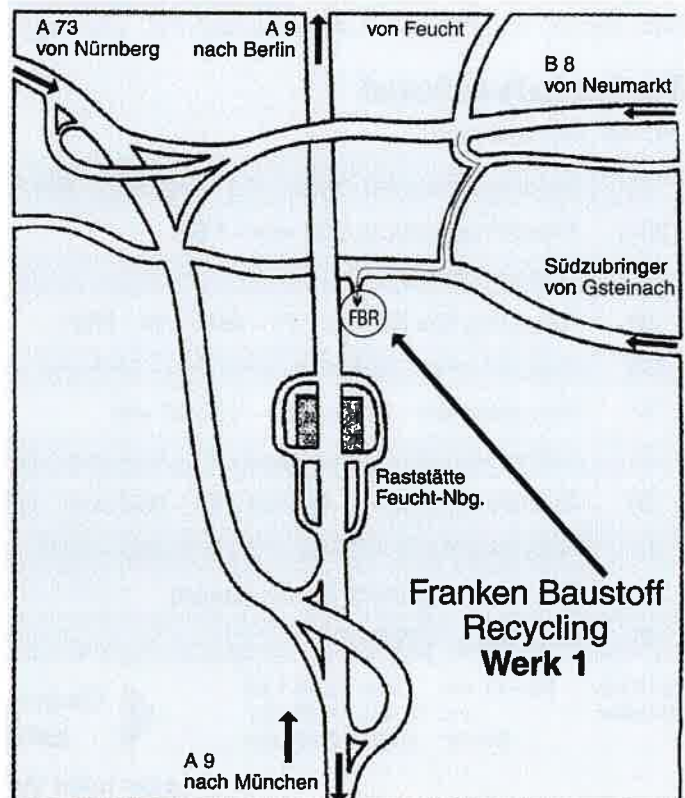 A 73
von Nürnberg
A 9
nach Berlin
von Feucht
B 8
von Neumarkt
Südzubringer
von Gsteinach
FBR
Raststätte
Feucht-Nbg.
Franken Baustoff
Recycling
Werk 1
A 9
nach München